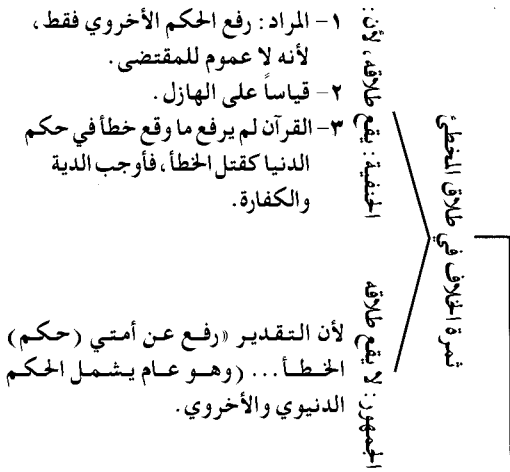 ثمرة الخلاف في طلاق المخطئ
الحنفية: يقع طلاقه، لأن:
١- المراد: رفع الحكم الأخروي فقط،
لأنه لا عموم للمقتضى.
٢- قياساً على الهازل.
٣- القرآن لم يرفع ما وقع خطأ في حكم
الدنيا كقتل الخطأ، فأوجب الدية
والكفارة.
الجمهور: لا يقع طلاقه
لأن التقدير «رفع عن أمتي (حكم)
الخطأ... (وهو عام يشمل الحكم
الدنيوي والأخروي.